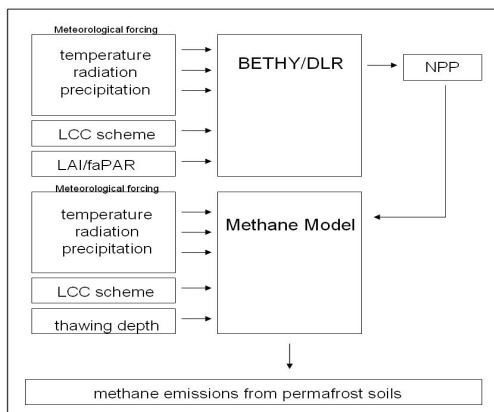 Meteorological forcing
temperature
radiation
precipitation
LCC scheme
LAI/faPAR
BETHY/DLR
NPP
Meteorological forcing
temperature
radiation
precipitation
LCC scheme
thawing depth
Methane Model
methane emissions from permafrost soils